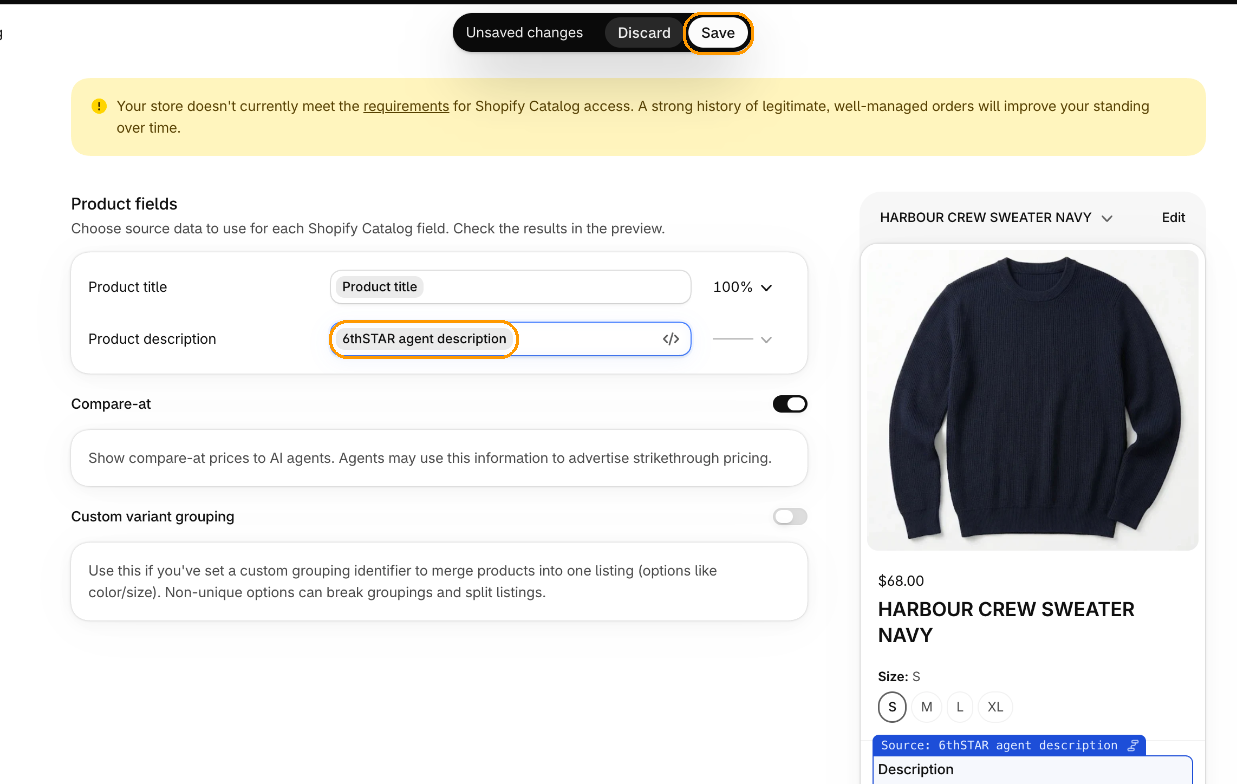 g
Unsaved changes Discard Save
Your store doesn't currently meet the requirements for Shopify Catalog access. A strong history of legitimate, well-managed orders will improve your standing
over time.
Product fields
Choose source data to use for each Shopify Catalog field. Check the results in the preview.
Product title Product title 100%
Product description 6thSTAR agent description </>
Compare-at
Show compare-at prices to AI agents. Agents may use this information to advertise strikethrough pricing.
Custom variant grouping
Use this if you've set a custom grouping identifier to merge products into one listing (options like
color/size). Non-unique options can break groupings and split listings.
HARBOUR CREW SWEATER NAVY Edit
$68.00
HARBOUR CREW SWEATER
NAVY
Size: S
S M L XL
Source: 6thSTAR agent description
Description